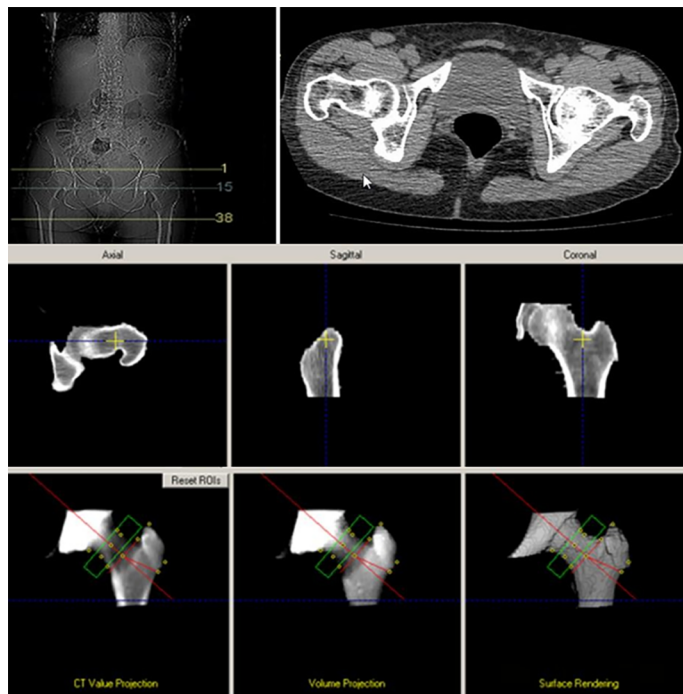 1
15
38
Axial
Sagittal
Coronal
Reset ROIs
CT Value Projection
Volume Projection
Surface Rendering